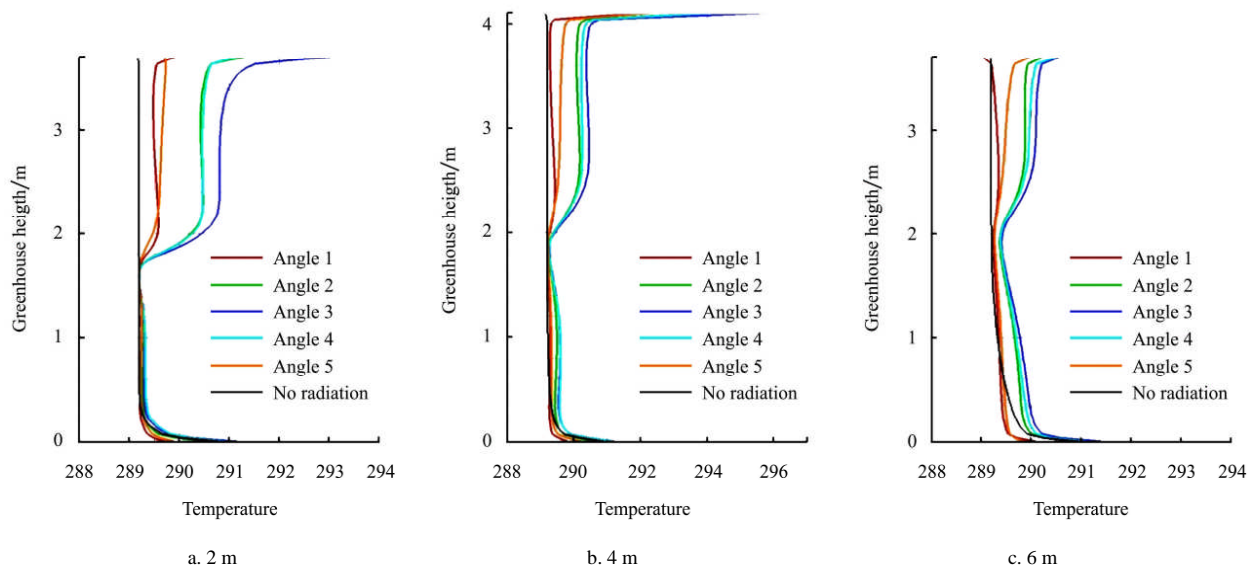 3
2
1
0
Greenhouse heigth/m
Angle 1
Angle 2
Angle 3
Angle 4
Angle 5
No radiation
288 289 290 291 292 293 294
Temperature
a. 2 m
4
3
2
1
0
Greenhouse heigth/m
Angle 1
Angle 2
Angle 3
Angle 4
Angle 5
No radiation
288 290 292 294 296
Temperature
b. 4 m
3
2
1
0
Greenhouse heigth/m
Angle 1
Angle 2
Angle 3
Angle 4
Angle 5
No radiation
288 289 290 291 292 293 294
Temperature
c. 6 m